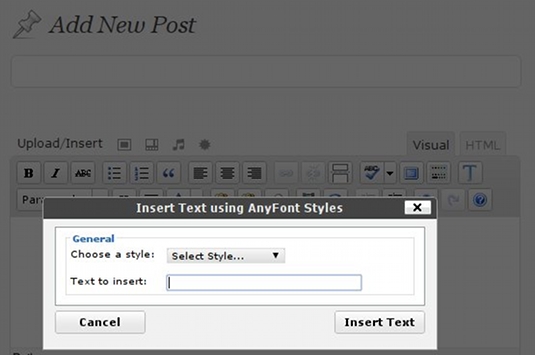 Add New Post
Upload/Insert
Visual HTML
B I ABC
Insert Text using AnyFont Styles
General
Choose a style: Select Style...
Text to insert:
Cancel Insert Text